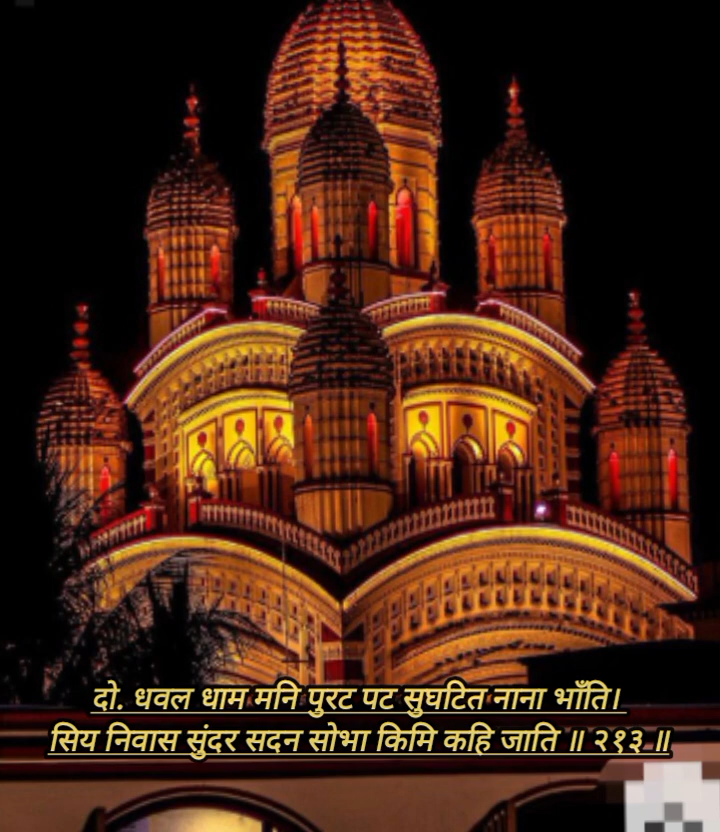 दो. धवल धाम मनि पुरट पट सुघटित नाना भाँति।
सिय निवास सुंदर सदन सोभा किमि कहि जाति ॥ २१३ ॥